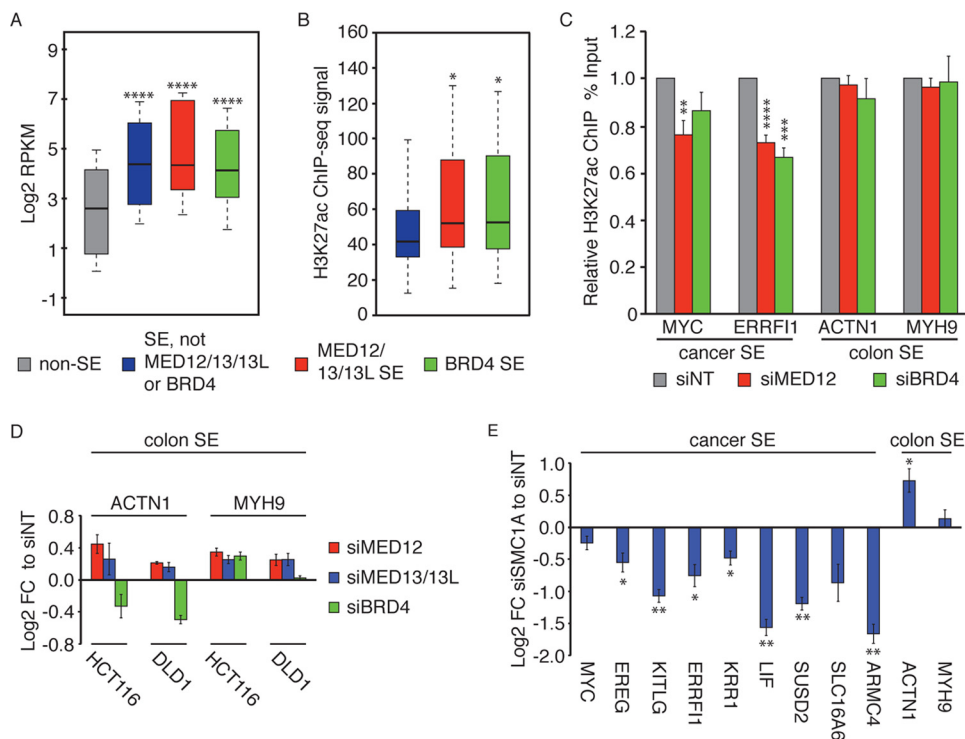 A
Log2 RPKM
9
7
5
3
1
-1
****
****
****
B
H3K27ac ChIP-seq signal
160
140
120
100
80
60
40
20
0
*
*
non-SE
SE, not
MED12/13/13L
or BRD4
MED12/
13/13L SE
BRD4 SE
C
Relative H3K27ac ChIP % Input
1.2
1.0
0.8
0.6
0.4
0.2
0
**
****
***
MYC
ERRFI1
ACTN1
MYH9
cancer SE
colon SE
siNT
siMED12
siBRD4
D
colon SE
ACTN1
MYH9
Log2 FC to siNT
0.8
0.4
0.0
-0.4
-0.8
HCT116
DLD1
HCT116
DLD1
siMED12
siMED13/13L
siBRD4
E
cancer SE
colon SE
Log2 FC siSMC1A to siNT
1.0
0.5
0.0
-0.5
-1.0
-1.5
-2.0
*
**
*
*
**
**
**
*
MYC
EREG
KITLG
ERRFI1
KRR1
LIF
SUSD2
SLC16A6
ARMC4
ACTN1
MYH9